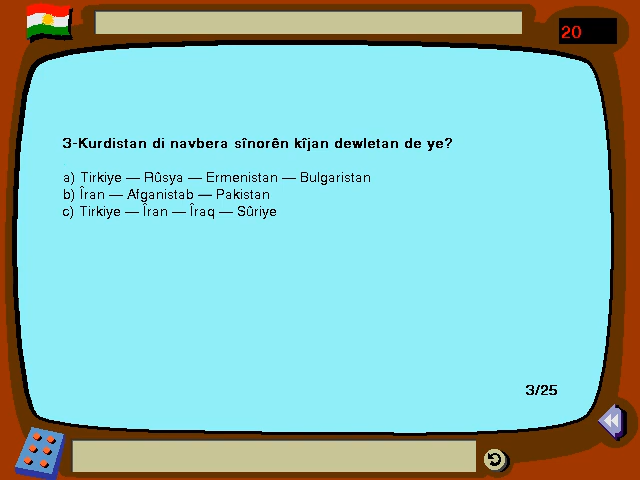 20
3-Kurdistan di navbera sînorên kîjan dewletan de ye?
a) Tirkiye — Rûsya — Ermenistan — Bulgaristan
b) Îran — Afganistab — Pakistan
c) Tirkiye — Îran — Îraq — Sûriye
3/25